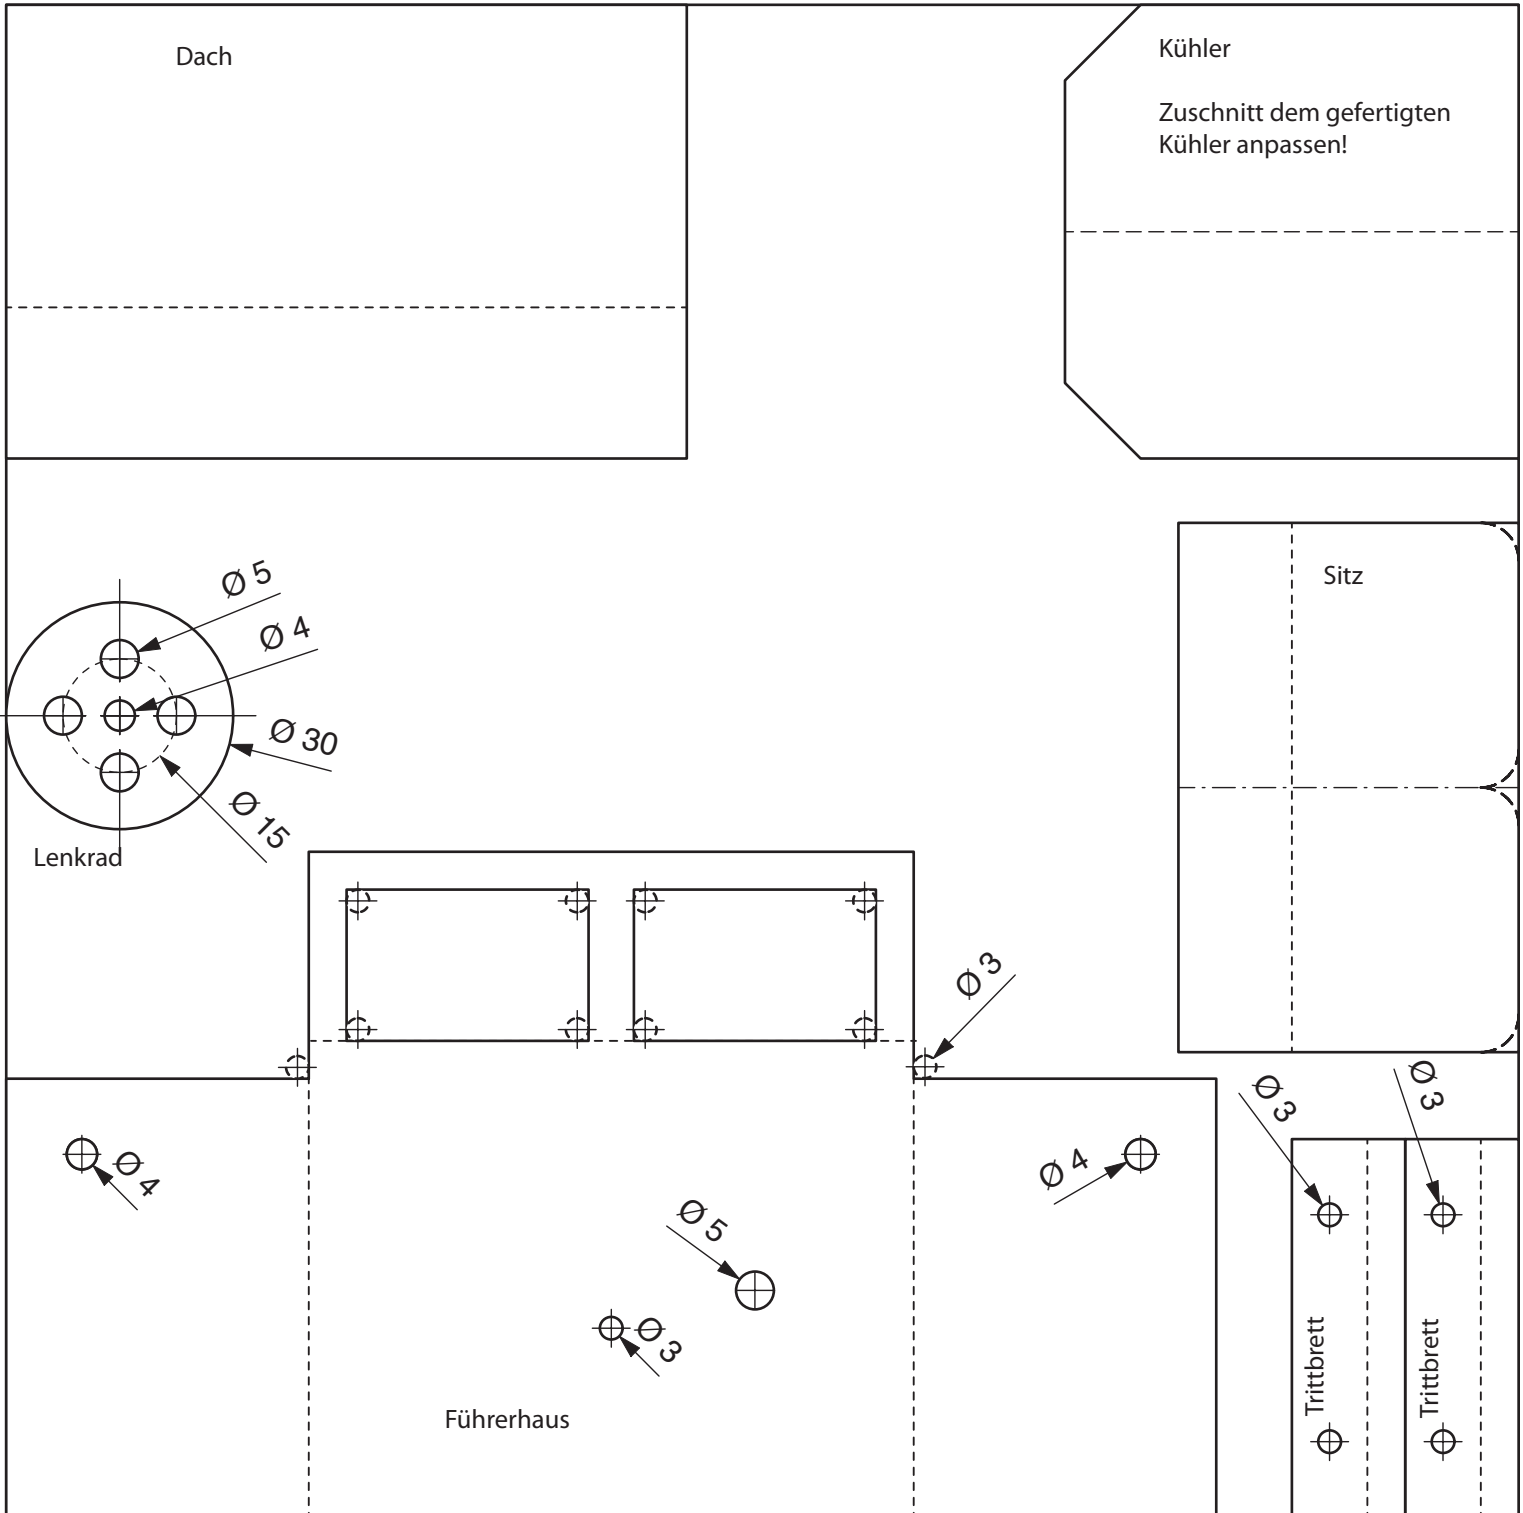 Dach
Kühler
Zuschnitt dem gefertigten
Kühler anpassen!
Ø 5
Sitz
Ø 4
Ø 30
Ø 15
Lenkrad
Ø 3
Ø 3
Ø 3
Ø 4
Ø 4
Ø 5
Ø 3
Trittbrett
Trittbrett
Führerhaus